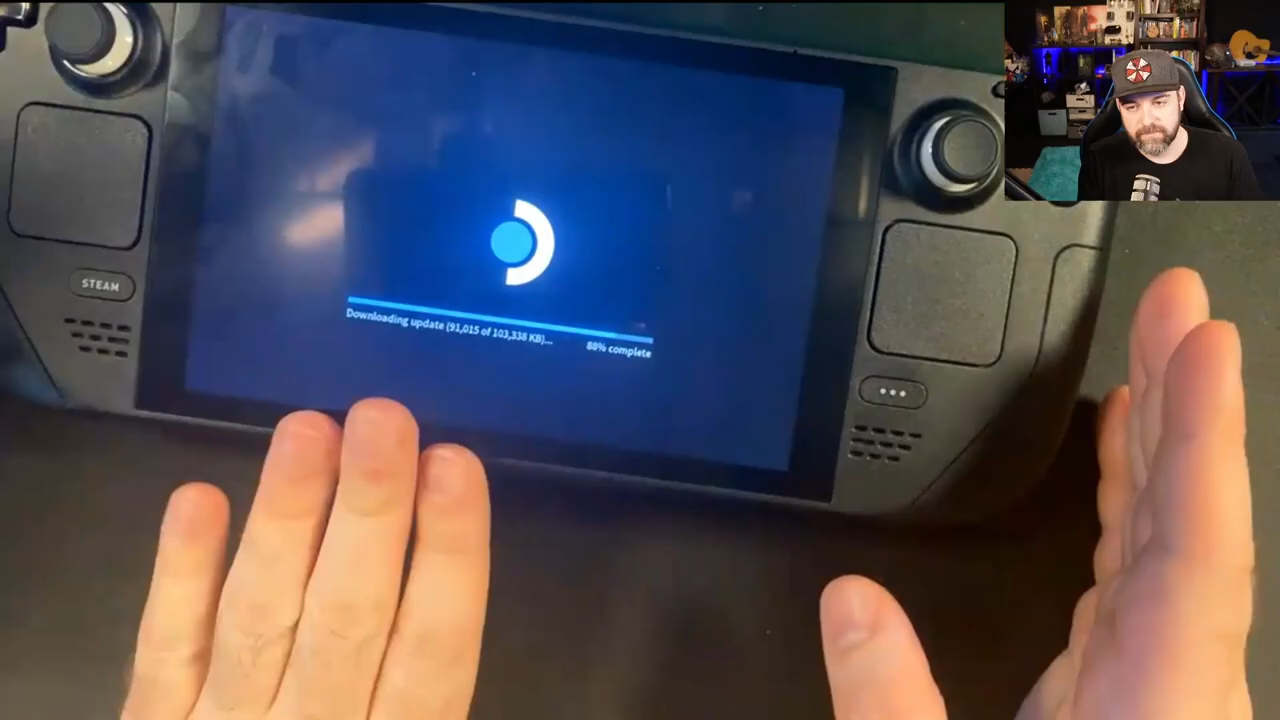 STEAM
Downloading update (91,015 of 103,338 KB)...
88% complete